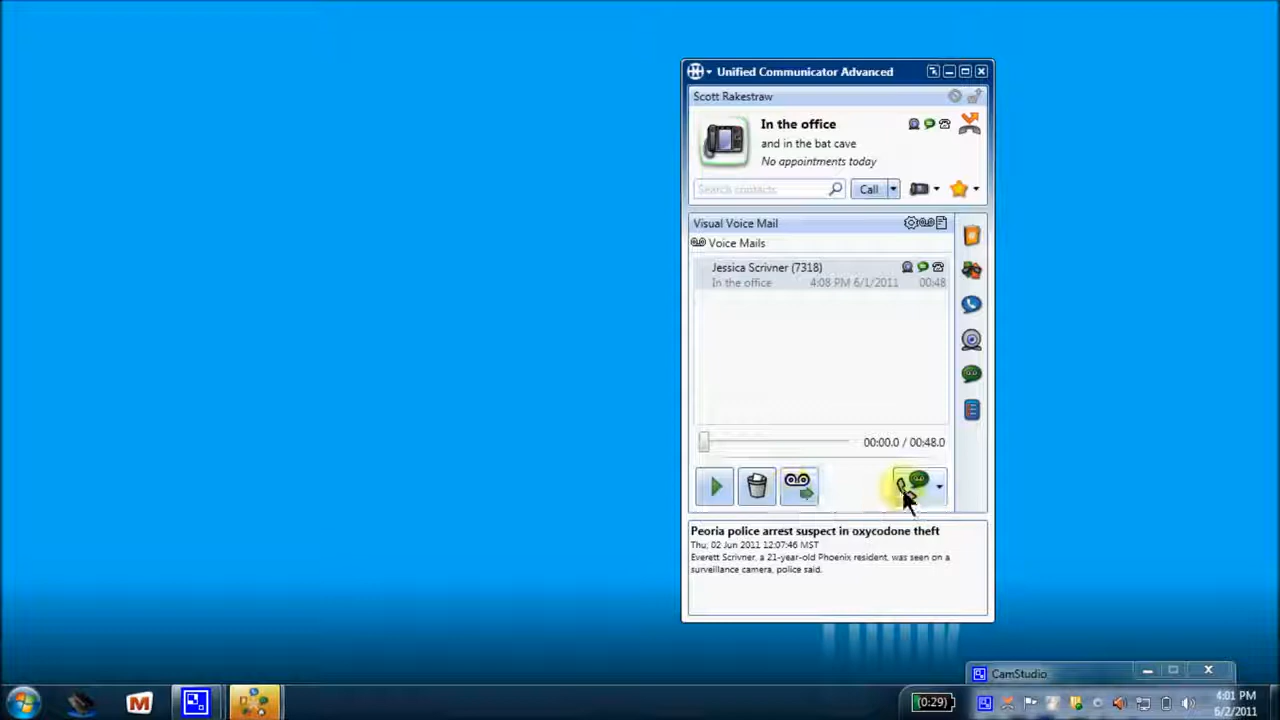 Unified Communicator Advanced
Scott Rakestraw
In the office
and in the bat cave
No appointments today
Search contacts
Call
Visual Voice Mail
Voice Mails
Jessica Scrivner (7318)
In the office 4:08 PM 6/1/2011 00:48
00:00.0 / 00:48.0
Peoria police arrest suspect in oxycodone theft
Thu, 02 Jun 2011 12:07:46 MST
Everett Scrivner, a 21-year-old Phoenix resident, was seen on a
surveillance camera, police said.
CamStudio
M
(0:29)
4:01 PM
6/2/2011